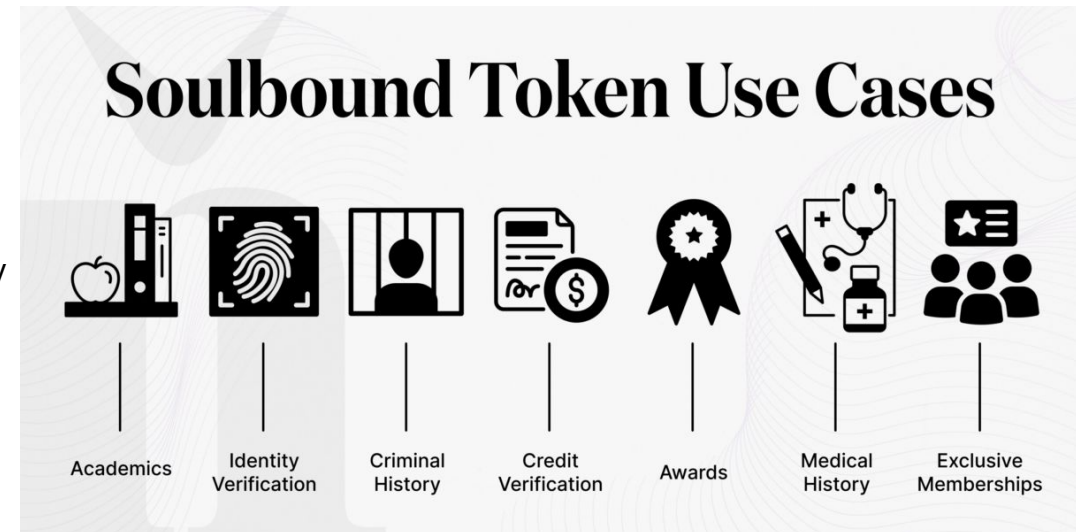 Soulbound Token Use Cases
Academics
Identity
Verification
Criminal
History
Credit
Verification
Awards
Medical
History
Exclusive
Memberships